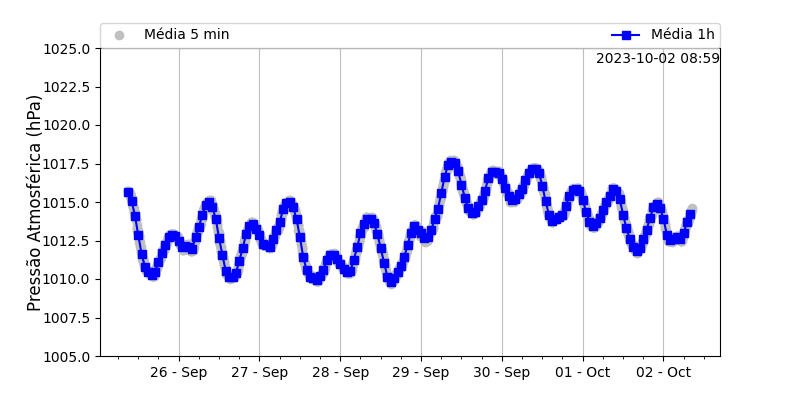 Média 5 min
Média 1h
2023-10-02 08:59
Pressão Atmosférica (hPa)
1025.0
1022.5
1020.0
1017.5
1015.0
1012.5
1010.0
1007.5
1005.0
26 - Sep
27 - Sep
28 - Sep
29 - Sep
30 - Sep
01 - Oct
02 - Oct